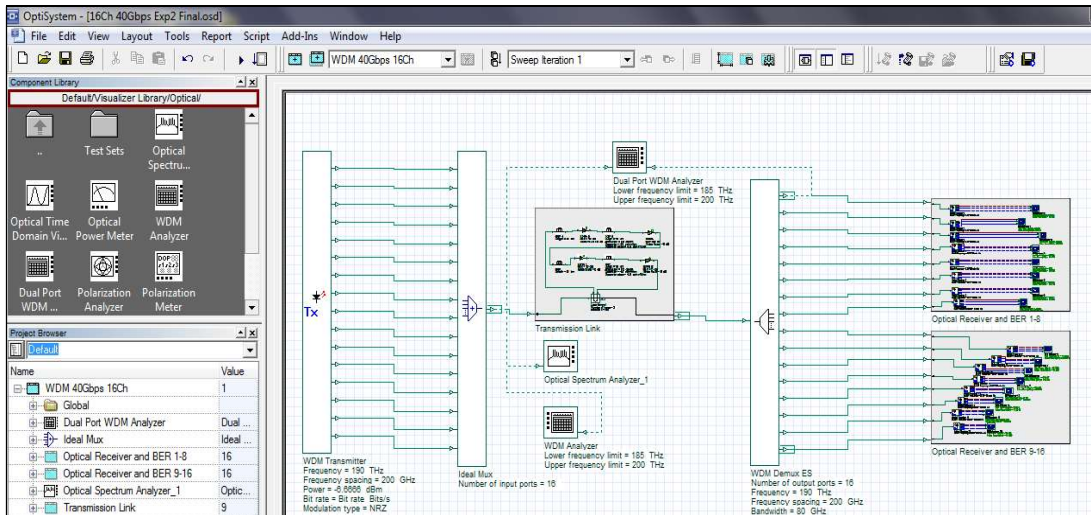 OptiSystem - [16Ch 40Gbps Exp2 Final.osd]
File Edit View Layout Tools Report Script Add-Ins Window Help
WDM 40Gbps 16Ch
Sweep Iteration 1
Component Library
Default/Visualizer Library/Optical/
..
Test Sets
Optical Spectru...
Optical Time Domain Vi...
Optical Power Meter
WDM Analyzer
Dual Port WDM ...
Polarization Analyzer
Polarization Meter
Project Browser
Default
Name Value
WDM 40Gbps 16Ch 1
Global
Dual Port WDM Analyzer Dual ...
Ideal Mux Ideal ...
Optical Receiver and BER 1-8 16
Optical Receiver and BER 9-16 16
Optical Spectrum Analyzer_1 Optic...
Transmission Link 9
Tx
WDM Transmitter
Frequency = 190 THz
Frequency spacing = 200 GHz
Power = -6.6666 dBm
Bit rate = Bit rate Bits/s
Modulation type = NRZ
Ideal Mux
Number of input ports = 16
Dual Port WDM Analyzer
Lower frequency limit = 185 THz
Upper frequency limit = 200 THz
Transmission Link
Optical Spectrum Analyzer_1
WDM Analyzer
Lower frequency limit = 185 THz
Upper frequency limit = 200 THz
WDM Demux ES
Number of output ports = 16
Frequency = 190 THz
Frequency spacing = 200 GHz
Bandwidth = 80 GHz
Optical Receiver and BER 1-8
Optical Receiver and BER 9-16